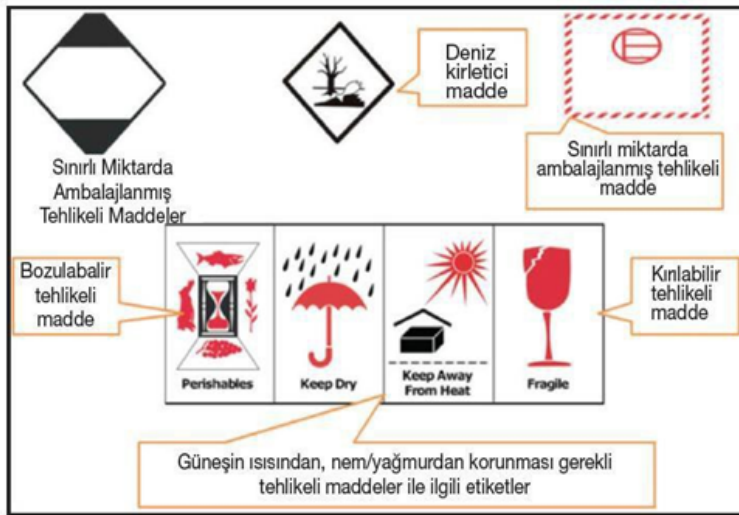 Deniz
kirletici
madde
Sınırlı Miktarda
Ambalajlanmış
Tehlikeli Maddeler
Sınırlı miktarda
ambalajlanmış tehlikeli
madde
Bozulabalir
tehlikeli
madde
Perishables
Keep Dry
Keep Away
From Heat
Fragile
Kırılabilir
tehlikeli
madde
Güneşin ısısından, nem/yağmurdan korunması gerekli
tehlikeli maddeler ile ilgili etiketler